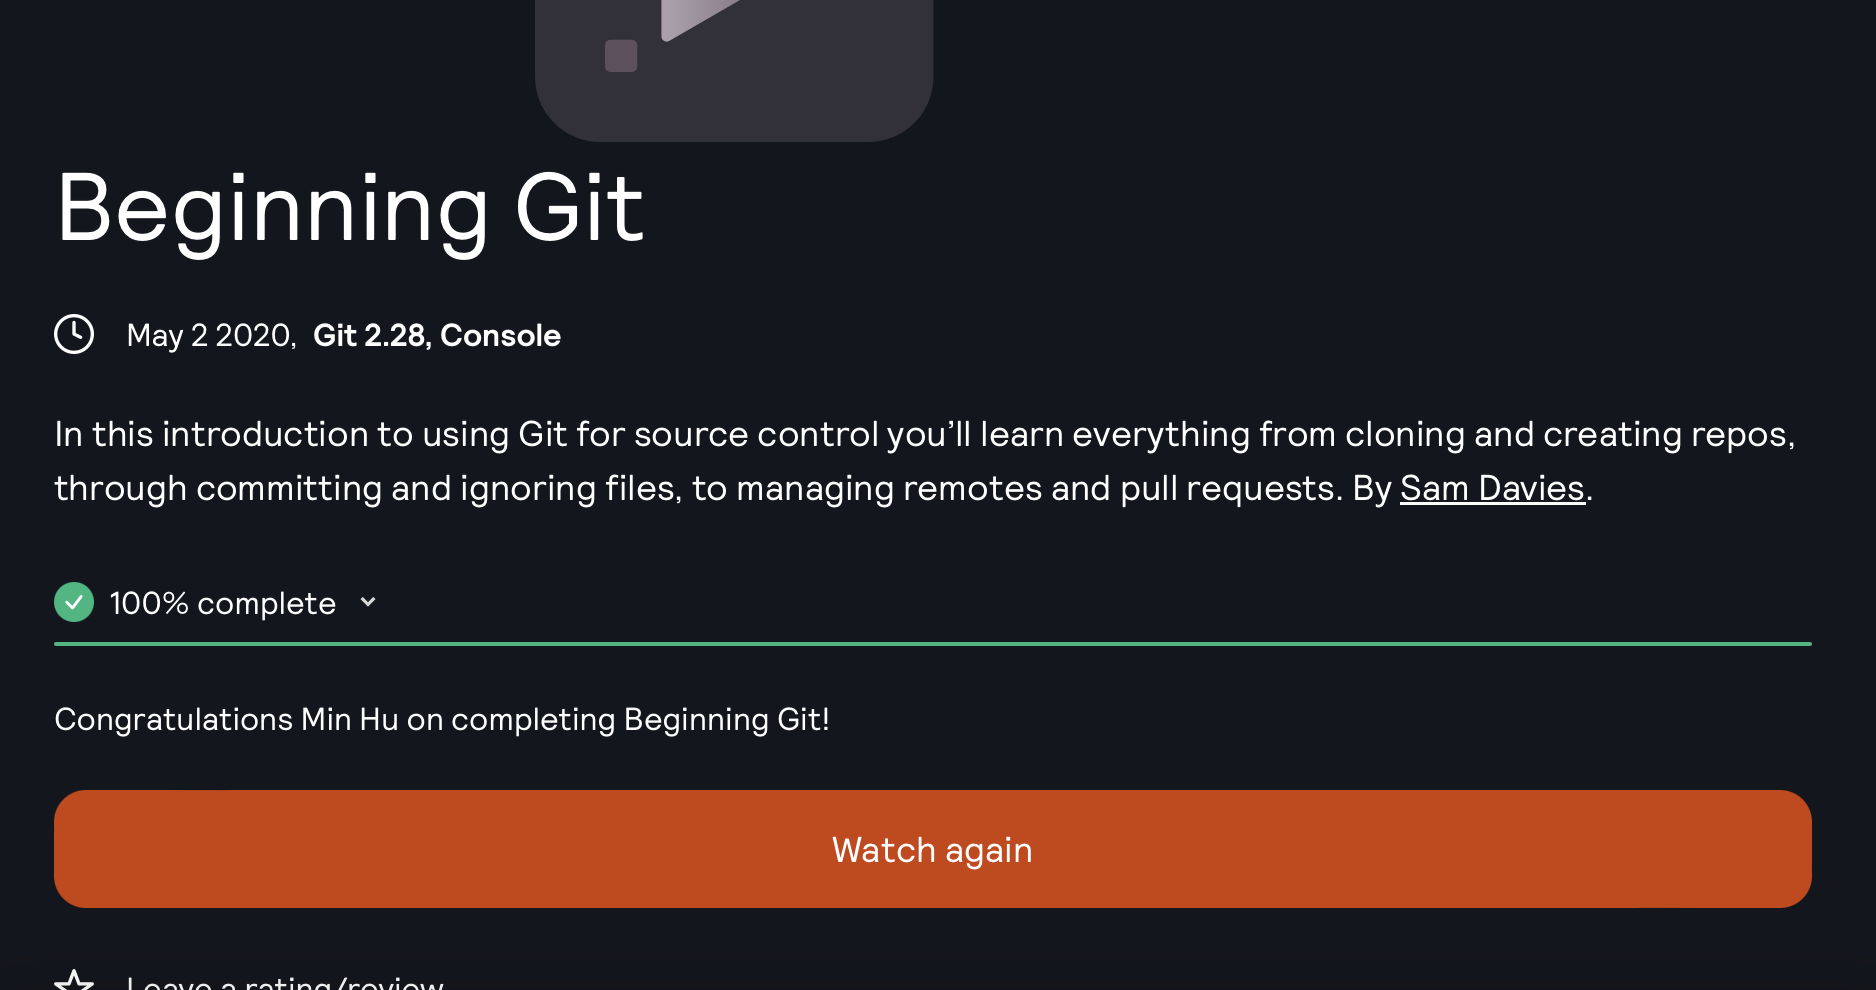 Beginning Git
May 2 2020, Git 2.28, Console
In this introduction to using Git for source control you’ll learn everything from cloning and creating repos,
through committing and ignoring files, to managing remotes and pull requests. By Sam Davies.
100% complete
Congratulations Min Hu on completing Beginning Git!
Watch again
Leave a rating/review